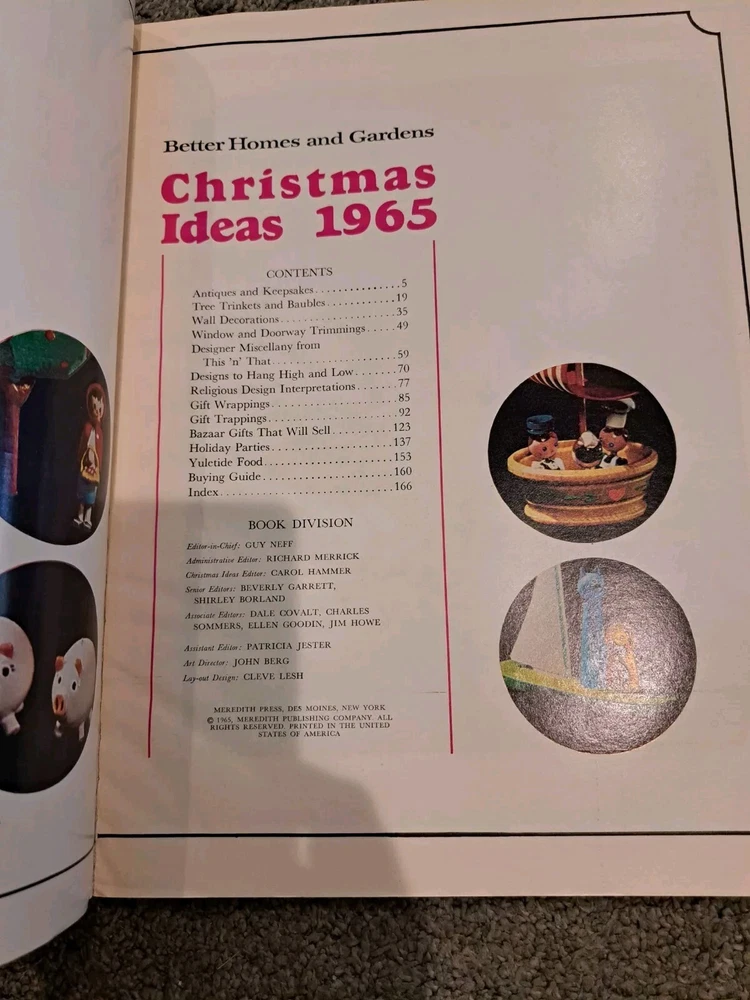 Better Homes and Gardens
Christmas
Ideas 1965
CONTENTS
Antiques and Keepsakes..............5
Tree Trinkets and Baubles...........19
Wall Decorations....................35
Window and Doorway Trimmings.....49
Designer Miscellany from
This 'n' That.....................59
Designs to Hang High and Low.......70
Religious Design Interpretations.......77
Gift Wrappings.....................85
Gift Trappings......................92
Bazaar Gifts That Will Sell..........123
Holiday Parties....................137
Yuletide Food.....................153
Buying Guide.....................160
Index............................166
BOOK DIVISION
Editor-in-Chief: GUY NEFF
Administrative Editor: RICHARD MERRICK
Christmas Ideas Editor: CAROL HAMMER
Senior Editors: BEVERLY GARRETT,
SHIRLEY BORLAND
Associate Editors: DALE COVALT, CHARLES
SOMMERS, ELLEN GOODIN, JIM HOWE
Assistant Editor: PATRICIA JESTER
Art Director: JOHN BERG
Lay-out Design: CLEVE LESH
MEREDITH PRESS, DES MOINES, NEW YORK
© 1965, MEREDITH PUBLISHING COMPANY. ALL
RIGHTS RESERVED. PRINTED IN THE UNITED
STATES OF AMERICA